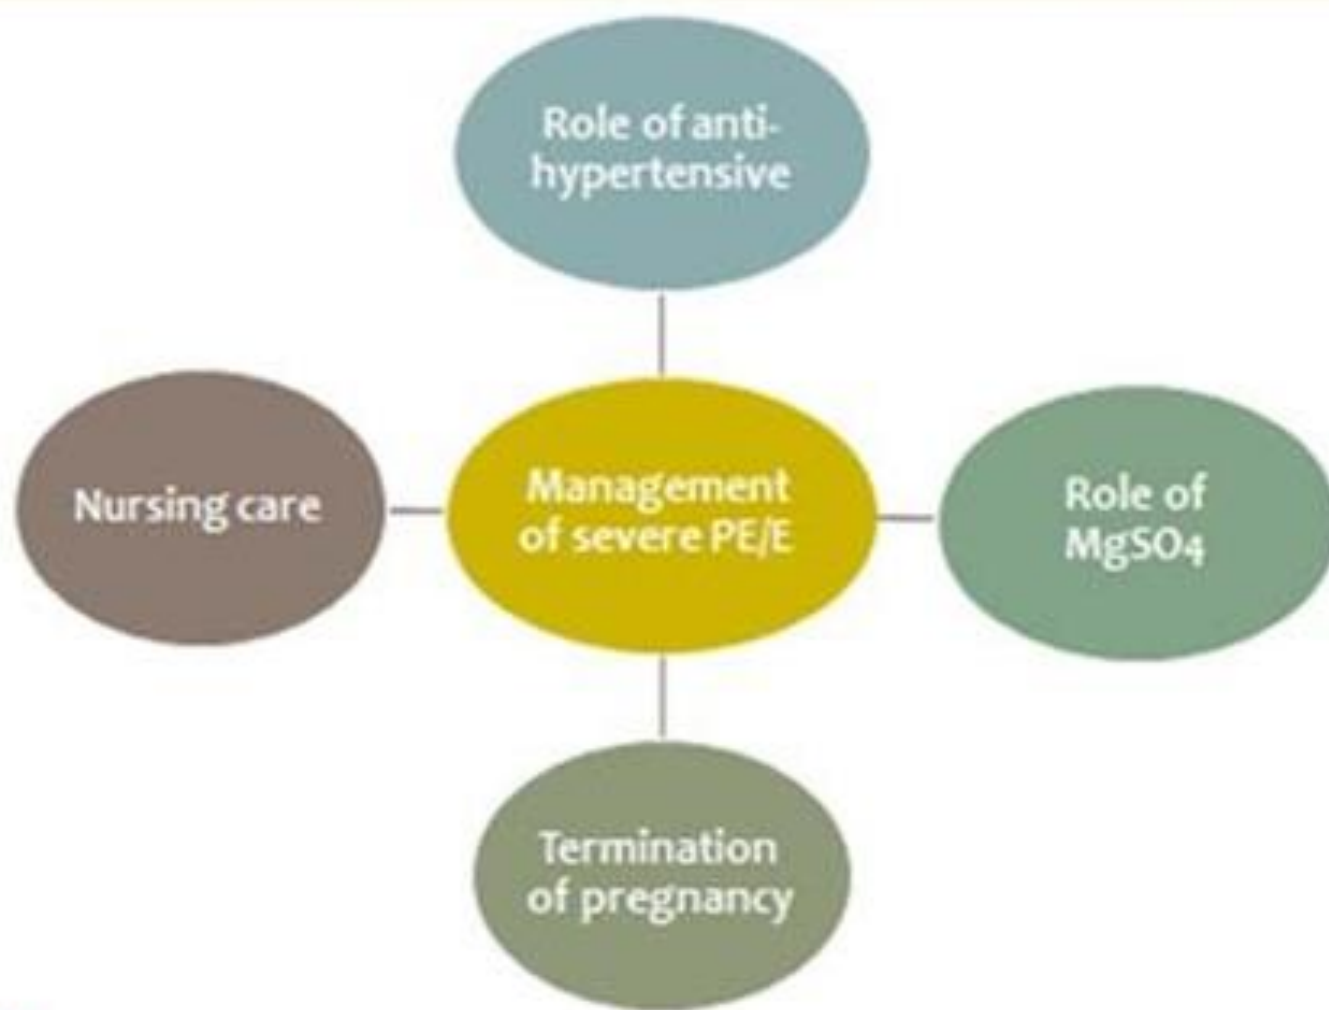 Role of anti-
hypertensive
Nursing care
Management
of severe PE/E
Role of
MgSO4
Termination
of pregnancy